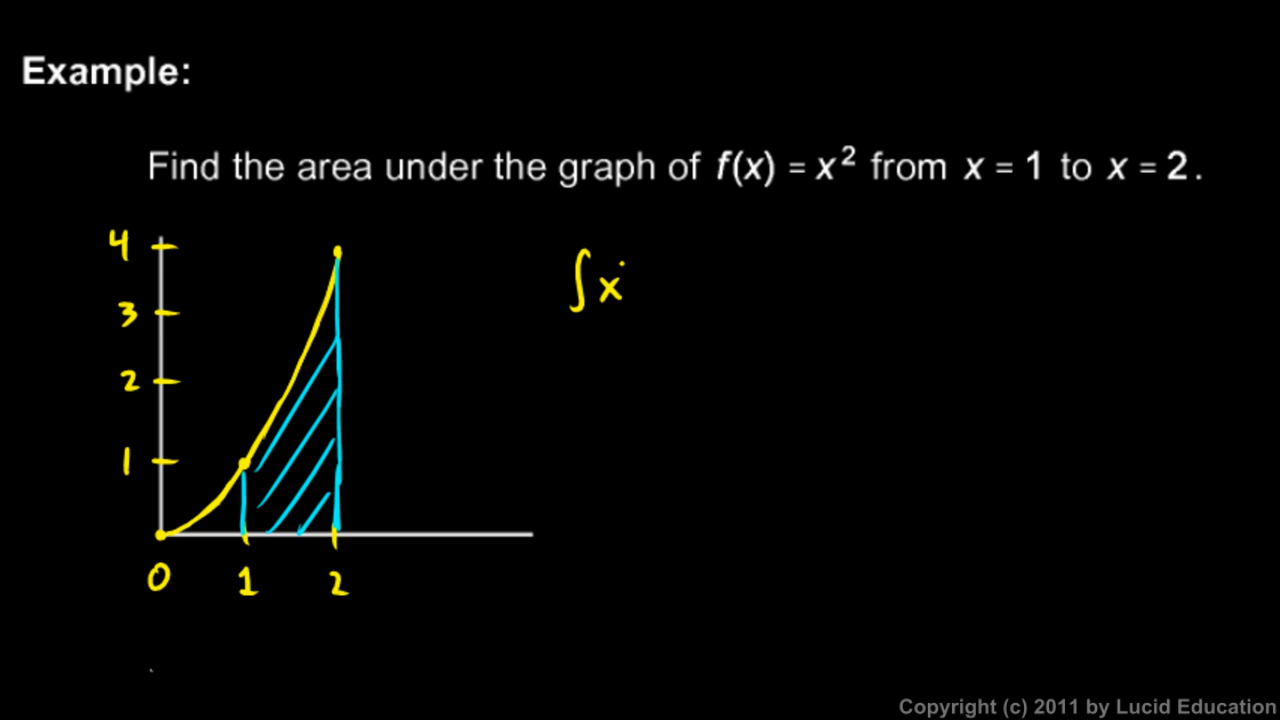 Example:
Find the area under the graph of f(x) = x² from x = 1 to x = 2.
4
3
2
1
∫x
0 1 2
Copyright (c) 2011 by Lucid Education